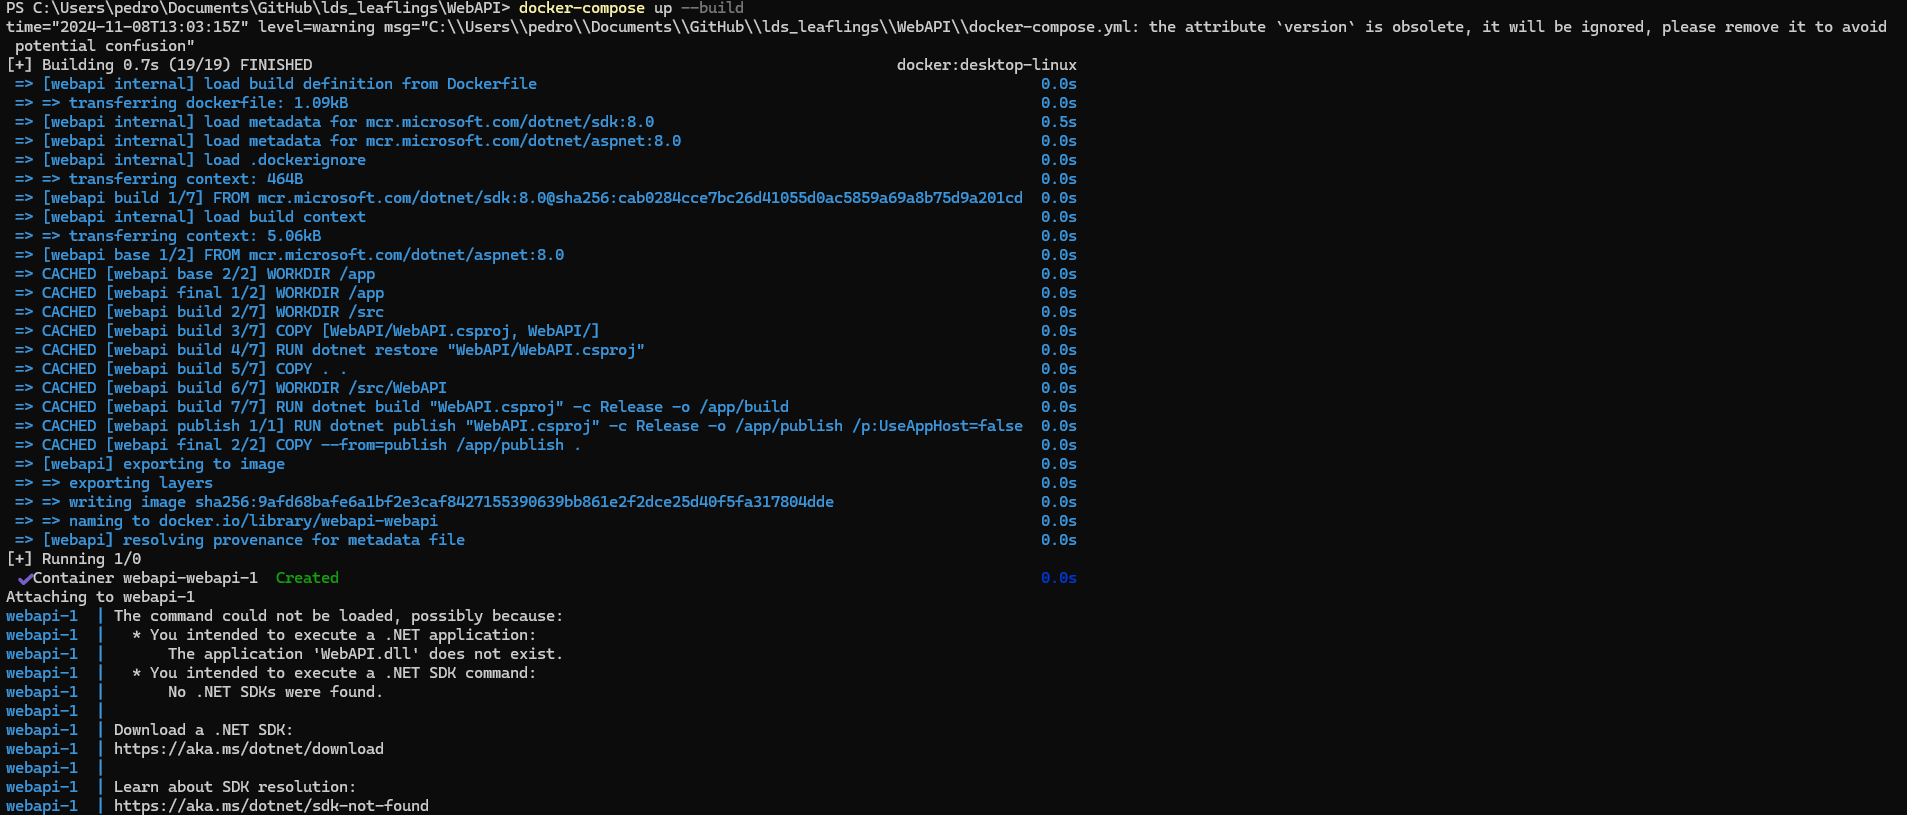 PS C:\Users\pedro\Documents\GitHub\lds_leaflings\WebAPI> docker-compose up --build
time="2024-11-08T13:03:15Z" level=warning msg="C:\\Users\\pedro\\Documents\\GitHub\\lds_leaflings\\WebAPI\\docker-compose.yml: the attribute `version` is obsolete, it will be ignored, please remove it to avoid
 potential confusion"
[+] Building 0.7s (19/19) FINISHED docker:desktop-linux
 => [webapi internal] load build definition from Dockerfile 0.0s
 => => transferring dockerfile: 1.09kB 0.0s
 => [webapi internal] load metadata for mcr.microsoft.com/dotnet/sdk:8.0 0.5s
 => [webapi internal] load metadata for mcr.microsoft.com/dotnet/aspnet:8.0 0.0s
 => [webapi internal] load .dockerignore 0.0s
 => => transferring context: 464B 0.0s
 => [webapi build 1/7] FROM mcr.microsoft.com/dotnet/sdk:8.0@sha256:cab0284cce7bc26d41055d0ac5859a69a8b75d9a201cd 0.0s
 => [webapi internal] load build context 0.0s
 => => transferring context: 5.06kB 0.0s
 => [webapi base 1/2] FROM mcr.microsoft.com/dotnet/aspnet:8.0 0.0s
 => CACHED [webapi base 2/2] WORKDIR /app 0.0s
 => CACHED [webapi final 1/2] WORKDIR /app 0.0s
 => CACHED [webapi build 2/7] WORKDIR /src 0.0s
 => CACHED [webapi build 3/7] COPY [WebAPI/WebAPI.csproj, WebAPI/] 0.0s
 => CACHED [webapi build 4/7] RUN dotnet restore "WebAPI/WebAPI.csproj" 0.0s
 => CACHED [webapi build 5/7] COPY . . 0.0s
 => CACHED [webapi build 6/7] WORKDIR /src/WebAPI 0.0s
 => CACHED [webapi build 7/7] RUN dotnet build "WebAPI.csproj" -c Release -o /app/build 0.0s
 => CACHED [webapi publish 1/1] RUN dotnet publish "WebAPI.csproj" -c Release -o /app/publish /p:UseAppHost=false 0.0s
 => CACHED [webapi final 2/2] COPY --from=publish /app/publish . 0.0s
 => [webapi] exporting to image 0.0s
 => => exporting layers 0.0s
 => => writing image sha256:9afd68bafe6a1bf2e3caf8427155390639bb861e2f2dce25d40f5fa317804dde 0.0s
 => => naming to docker.io/library/webapi-webapi 0.0s
 => [webapi] resolving provenance for metadata file 0.0s
[+] Running 1/0
 ✔Container webapi-webapi-1 Created 0.0s
Attaching to webapi-1
webapi-1 | The command could not be loaded, possibly because:
webapi-1 | * You intended to execute a .NET application:
webapi-1 | The application 'WebAPI.dll' does not exist.
webapi-1 | * You intended to execute a .NET SDK command:
webapi-1 | No .NET SDKs were found.
webapi-1 |
webapi-1 | Download a .NET SDK:
webapi-1 | https://aka.ms/dotnet/download
webapi-1 |
webapi-1 | Learn about SDK resolution:
webapi-1 | https://aka.ms/dotnet/sdk-not-found